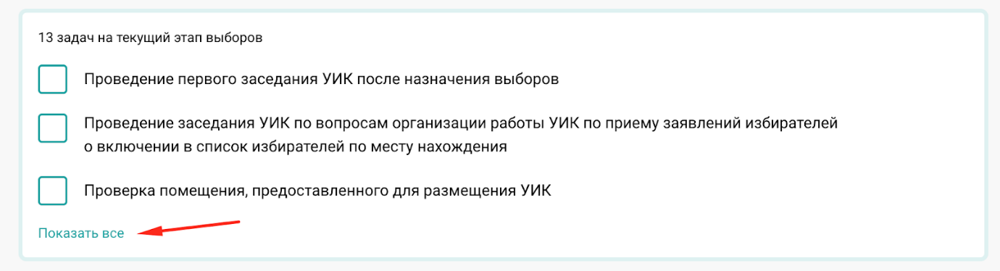 13 задач на текущий этап выборов
Проведение первого заседания УИК после назначения выборов
Проведение заседания УИК по вопросам организации работы УИК по приему заявлений избирателей
о включении в список избирателей по месту нахождения
Проверка помещения, предоставленного для размещения УИК
Показать все